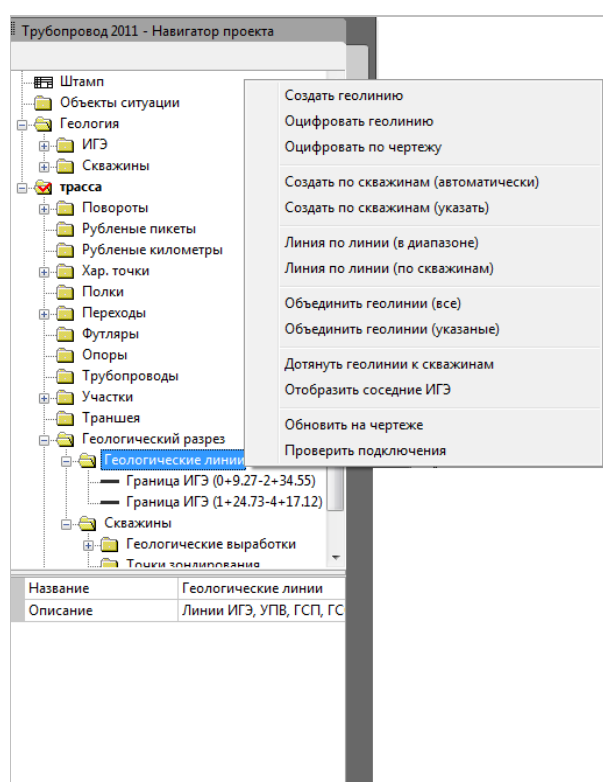 Трубопровод 2011 - Навигатор проекта
Штамп
Объекты ситуации
Геология
ИГЭ
Скважины
трасса
Повороты
Рубленые пикеты
Рубленые километры
Хар. точки
Полки
Переходы
Футляры
Опоры
Трубопроводы
Участки
Траншея
Геологический разрез
Геологические линии
Граница ИГЭ (0+9.27-2+34.55)
Граница ИГЭ (1+24.73-4+17.12)
Скважины
Геологические выработки
Точки зондирования
Создать геолинию
Оцифровать геолинию
Оцифровать по чертежу
Создать по скважинам (автоматически)
Создать по скважинам (указать)
Линия по линии (в диапазоне)
Линия по линии (по скважинам)
Объединить геолинии (все)
Объединить геолинии (указаные)
Дотянуть геолинии к скважинам
Отобразить соседние ИГЭ
Обновить на чертеже
Проверить подключения
Название Геологические линии
Описание Линии ИГЭ, УПВ, ГСП, ГС